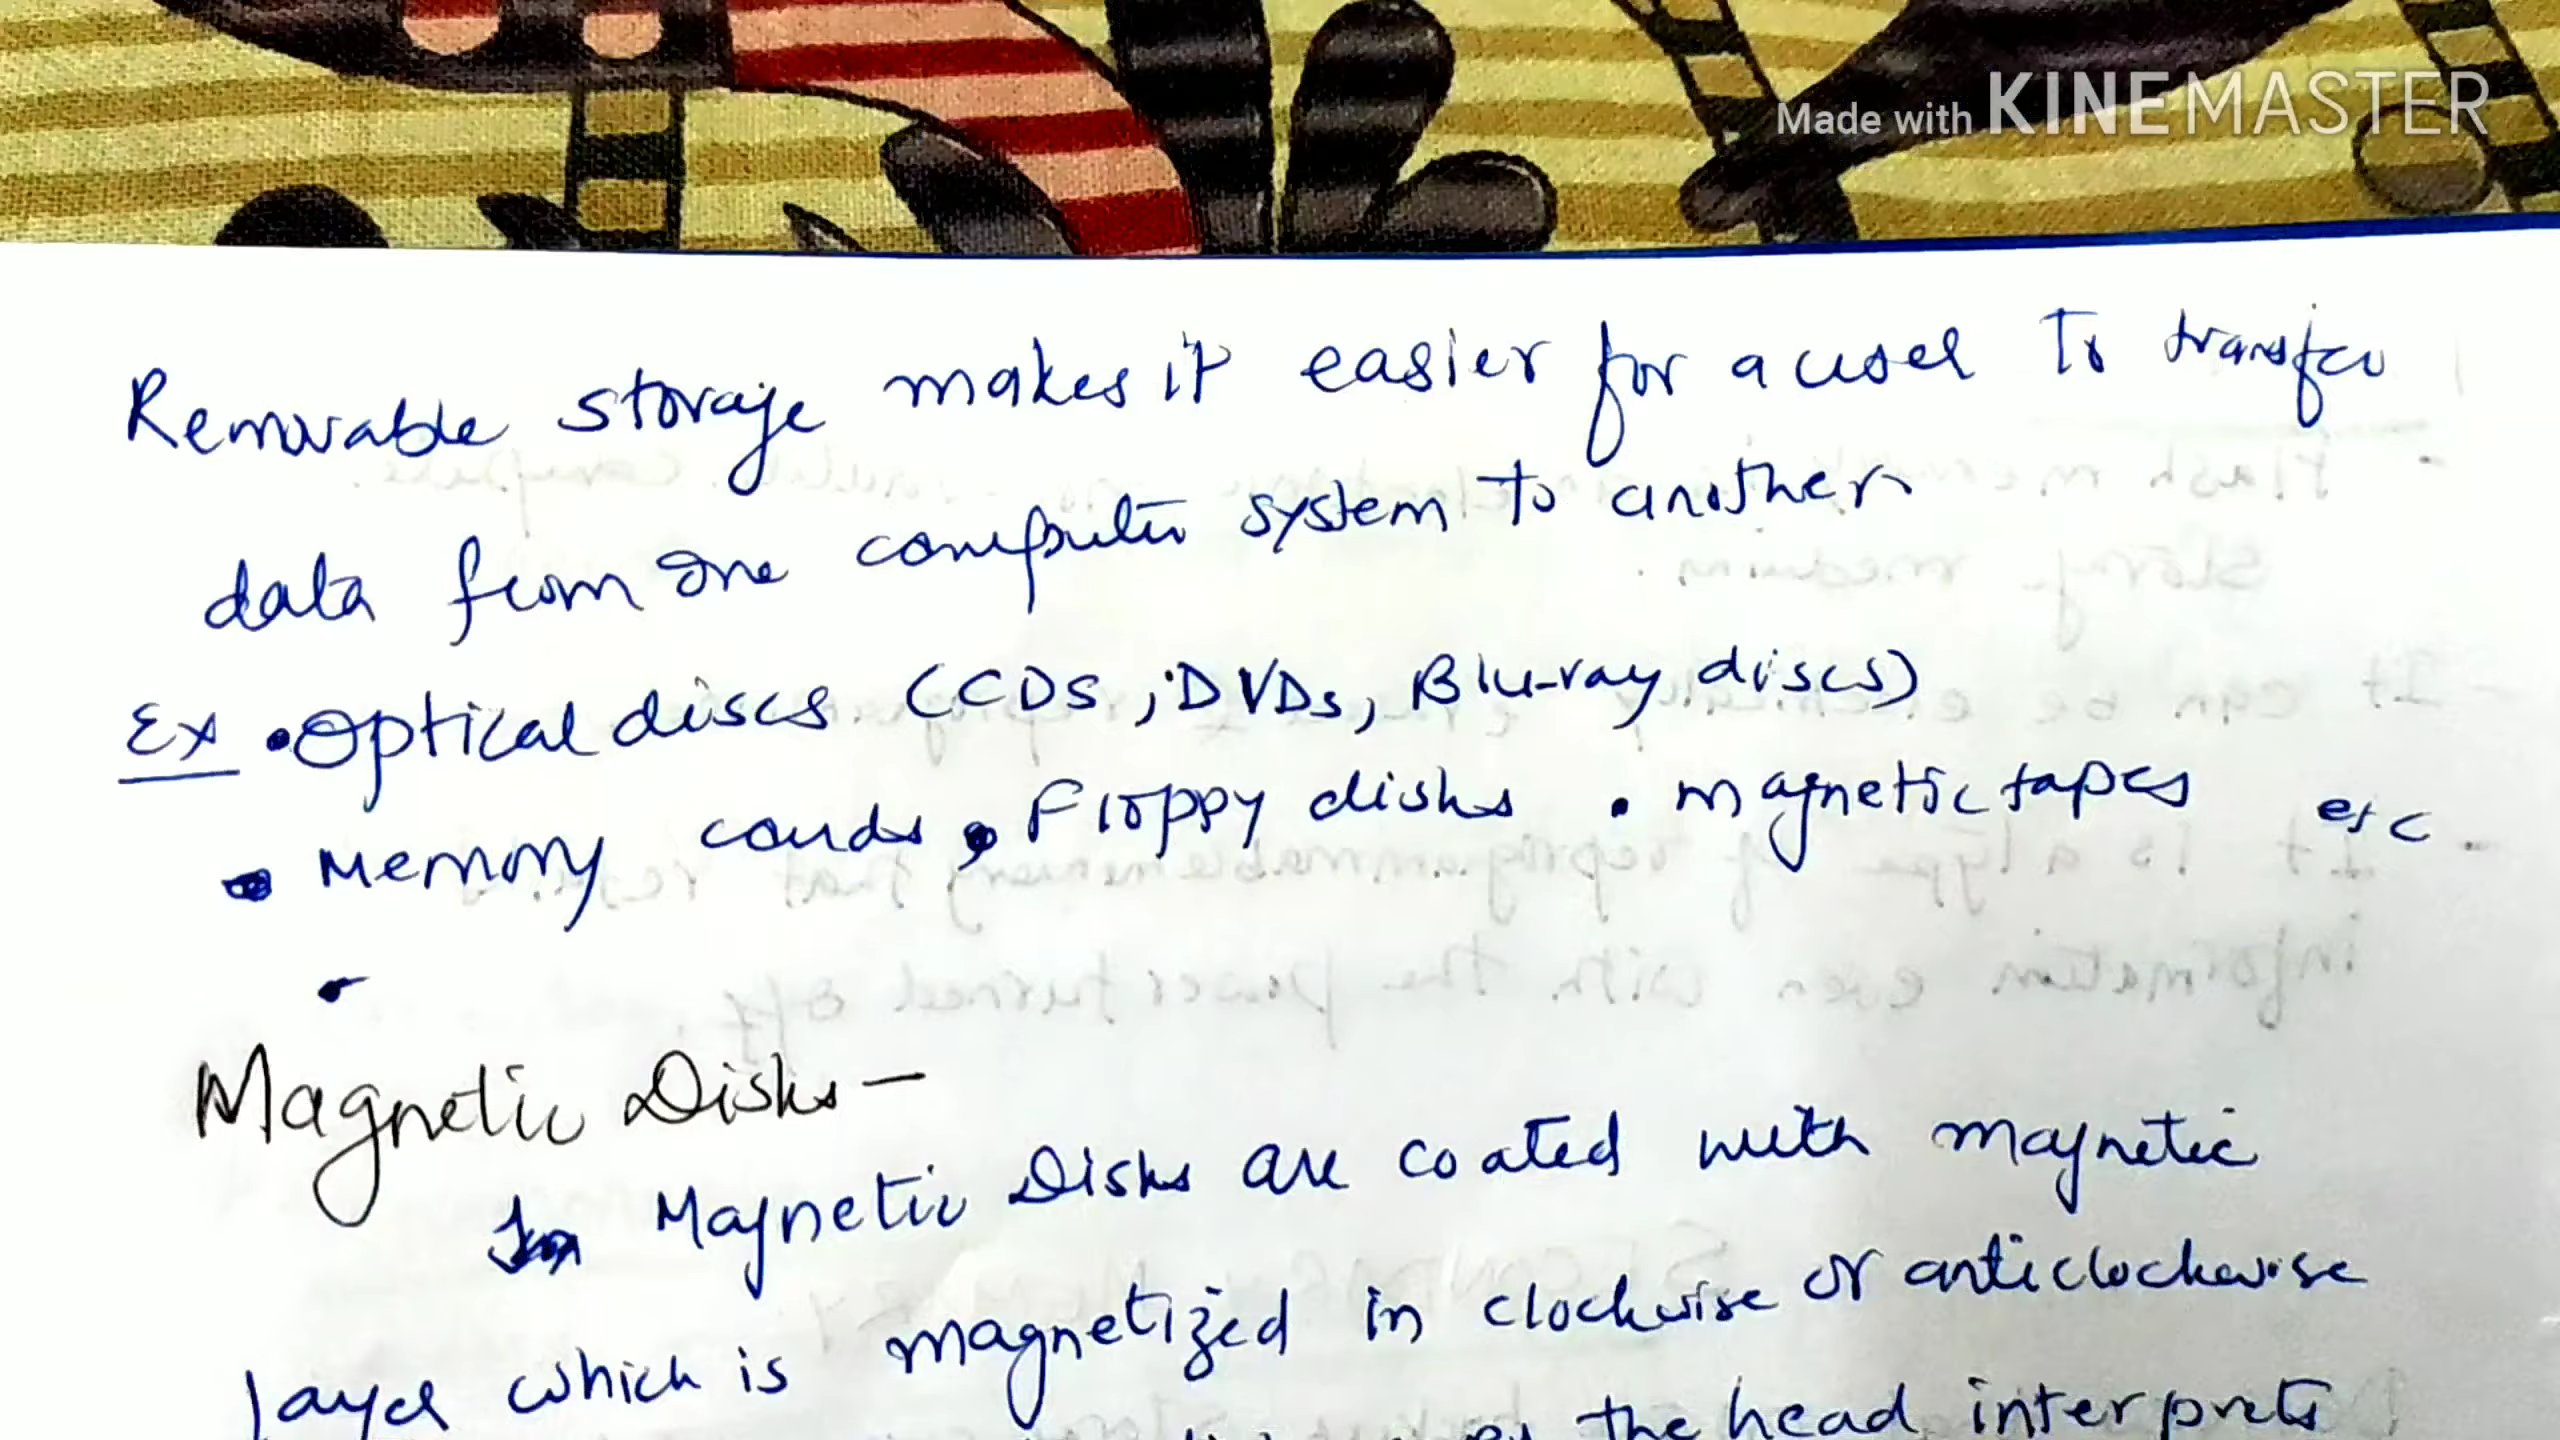 Made with KINEMASTER
Removable storage makes it easier for a user to transfer
data from one computer system to another
Ex • Optical discs (CDs, DVDs, Blu-ray discs)
• Memory cards • Floppy disks • Magnetic tapes etc
Magnetic Disks —
In Magnetic Disks are coated with magnetic
layer which is magnetized in clockwise or anticlockwise
the head interprets